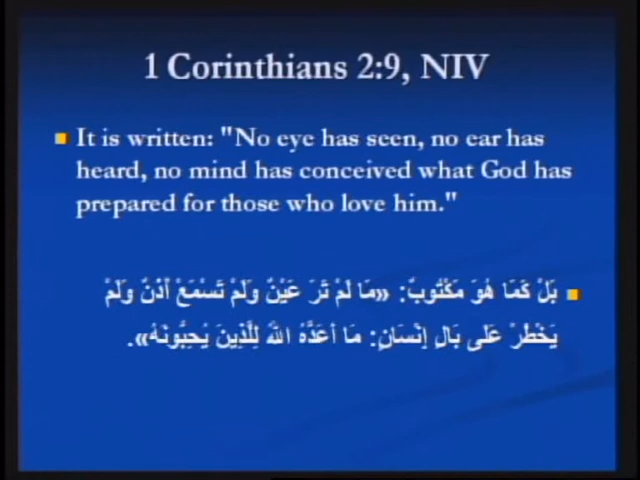 1 Corinthians 2:9, NIV
It is written: "No eye has seen, no ear has
heard, no mind has conceived what God has
prepared for those who love him."
بَلْ كَمَا هُوَ مَكْتُوبٌ: «مَا لَمْ تَرَ عَيْنٌ وَلَمْ تَسْمَعْ أُذُنٌ وَلَمْ
يَخْطُرْ عَلَى بَالِ إِنْسَانٍ: مَا أَعَدَّهُ اللهُ لِلَّذِينَ يُحِبُّونَهُ».